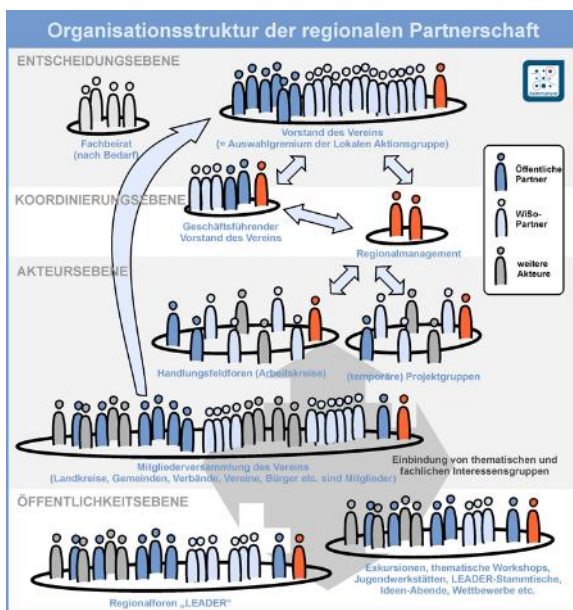 Organisationsstruktur der regionalen Partnerschaft
ENTSCHEIDUNGSEBENE
Fachbeirat
(nach Bedarf)
Vorstand des Vereins
(= Auswahlgremium der Lokalen Aktionsgruppe)
Öffentliche
Partner
WiSo-
Partner
weitere
Akteure
KOORDINIERUNGSEBENE
Geschäftsführender
Vorstand des Vereins
Regionalmanagement
AKTEURSEBENE
Handlungsfeldforen (Arbeitskreise)
(temporäre) Projektgruppen
Mitgliederversammlung des Vereins
(Landkreise, Gemeinden, Verbände, Vereine, Bürger etc. sind Mitglieder)
Einbindung von thematischen und
fachlichen Interessensgruppen
ÖFFENTLICHKEITSEBENE
Regionalforen „LEADER“
Exkursionen, thematische Workshops,
Jugendwerkstätten, LEADER-Stammtische,
Ideen-Abende, Wettbewerbe etc.